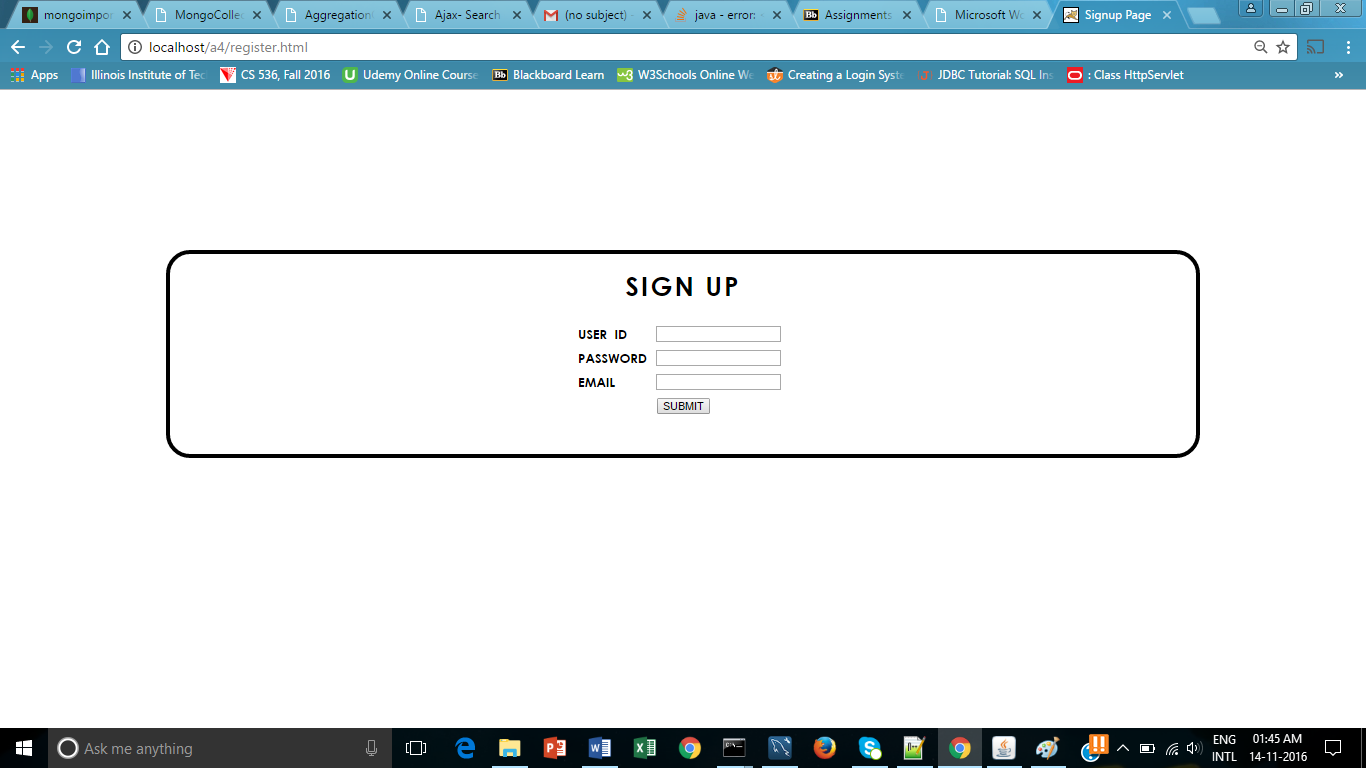 mongoimpor MongoCollec Aggregation Ajax- Search (no subject) - java - error: Assignments Microsoft Wo Signup Page
localhost/a4/register.html
Apps Illinois Institute of Tec CS 536, Fall 2016 Udemy Online Course Blackboard Learn W3Schools Online We Creating a Login Syste JDBC Tutorial: SQL Ins : Class HttpServlet »
SIGN UP
USER ID
PASSWORD
EMAIL
SUBMIT
Ask me anything
ENG 01:45 AM
INTL 14-11-2016